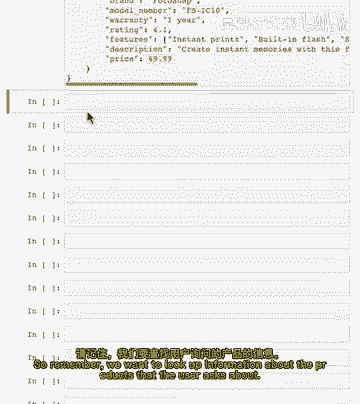 "brand": "FotoSnap",
"model_number": "FS-IC10",
"warranty": "1 year",
"rating": 4.1,
"features": ["Instant prints", "Built-in flash", "S
"description": "Create instant memories with this f
"price": 69.99
}
}
In [ ]:
In [ ]:
In [ ]:
In [ ]:
In [ ]:
In [ ]:
In [ ]:
In [ ]:
In [ ]:
In [ ]:
In [ ]:
In [ ]:
In [ ]:
In [ ]:
请记住，我们要查找用户询问的产品的信息。
So remember, we want to look up information about the pr
oducts that the user asks about.